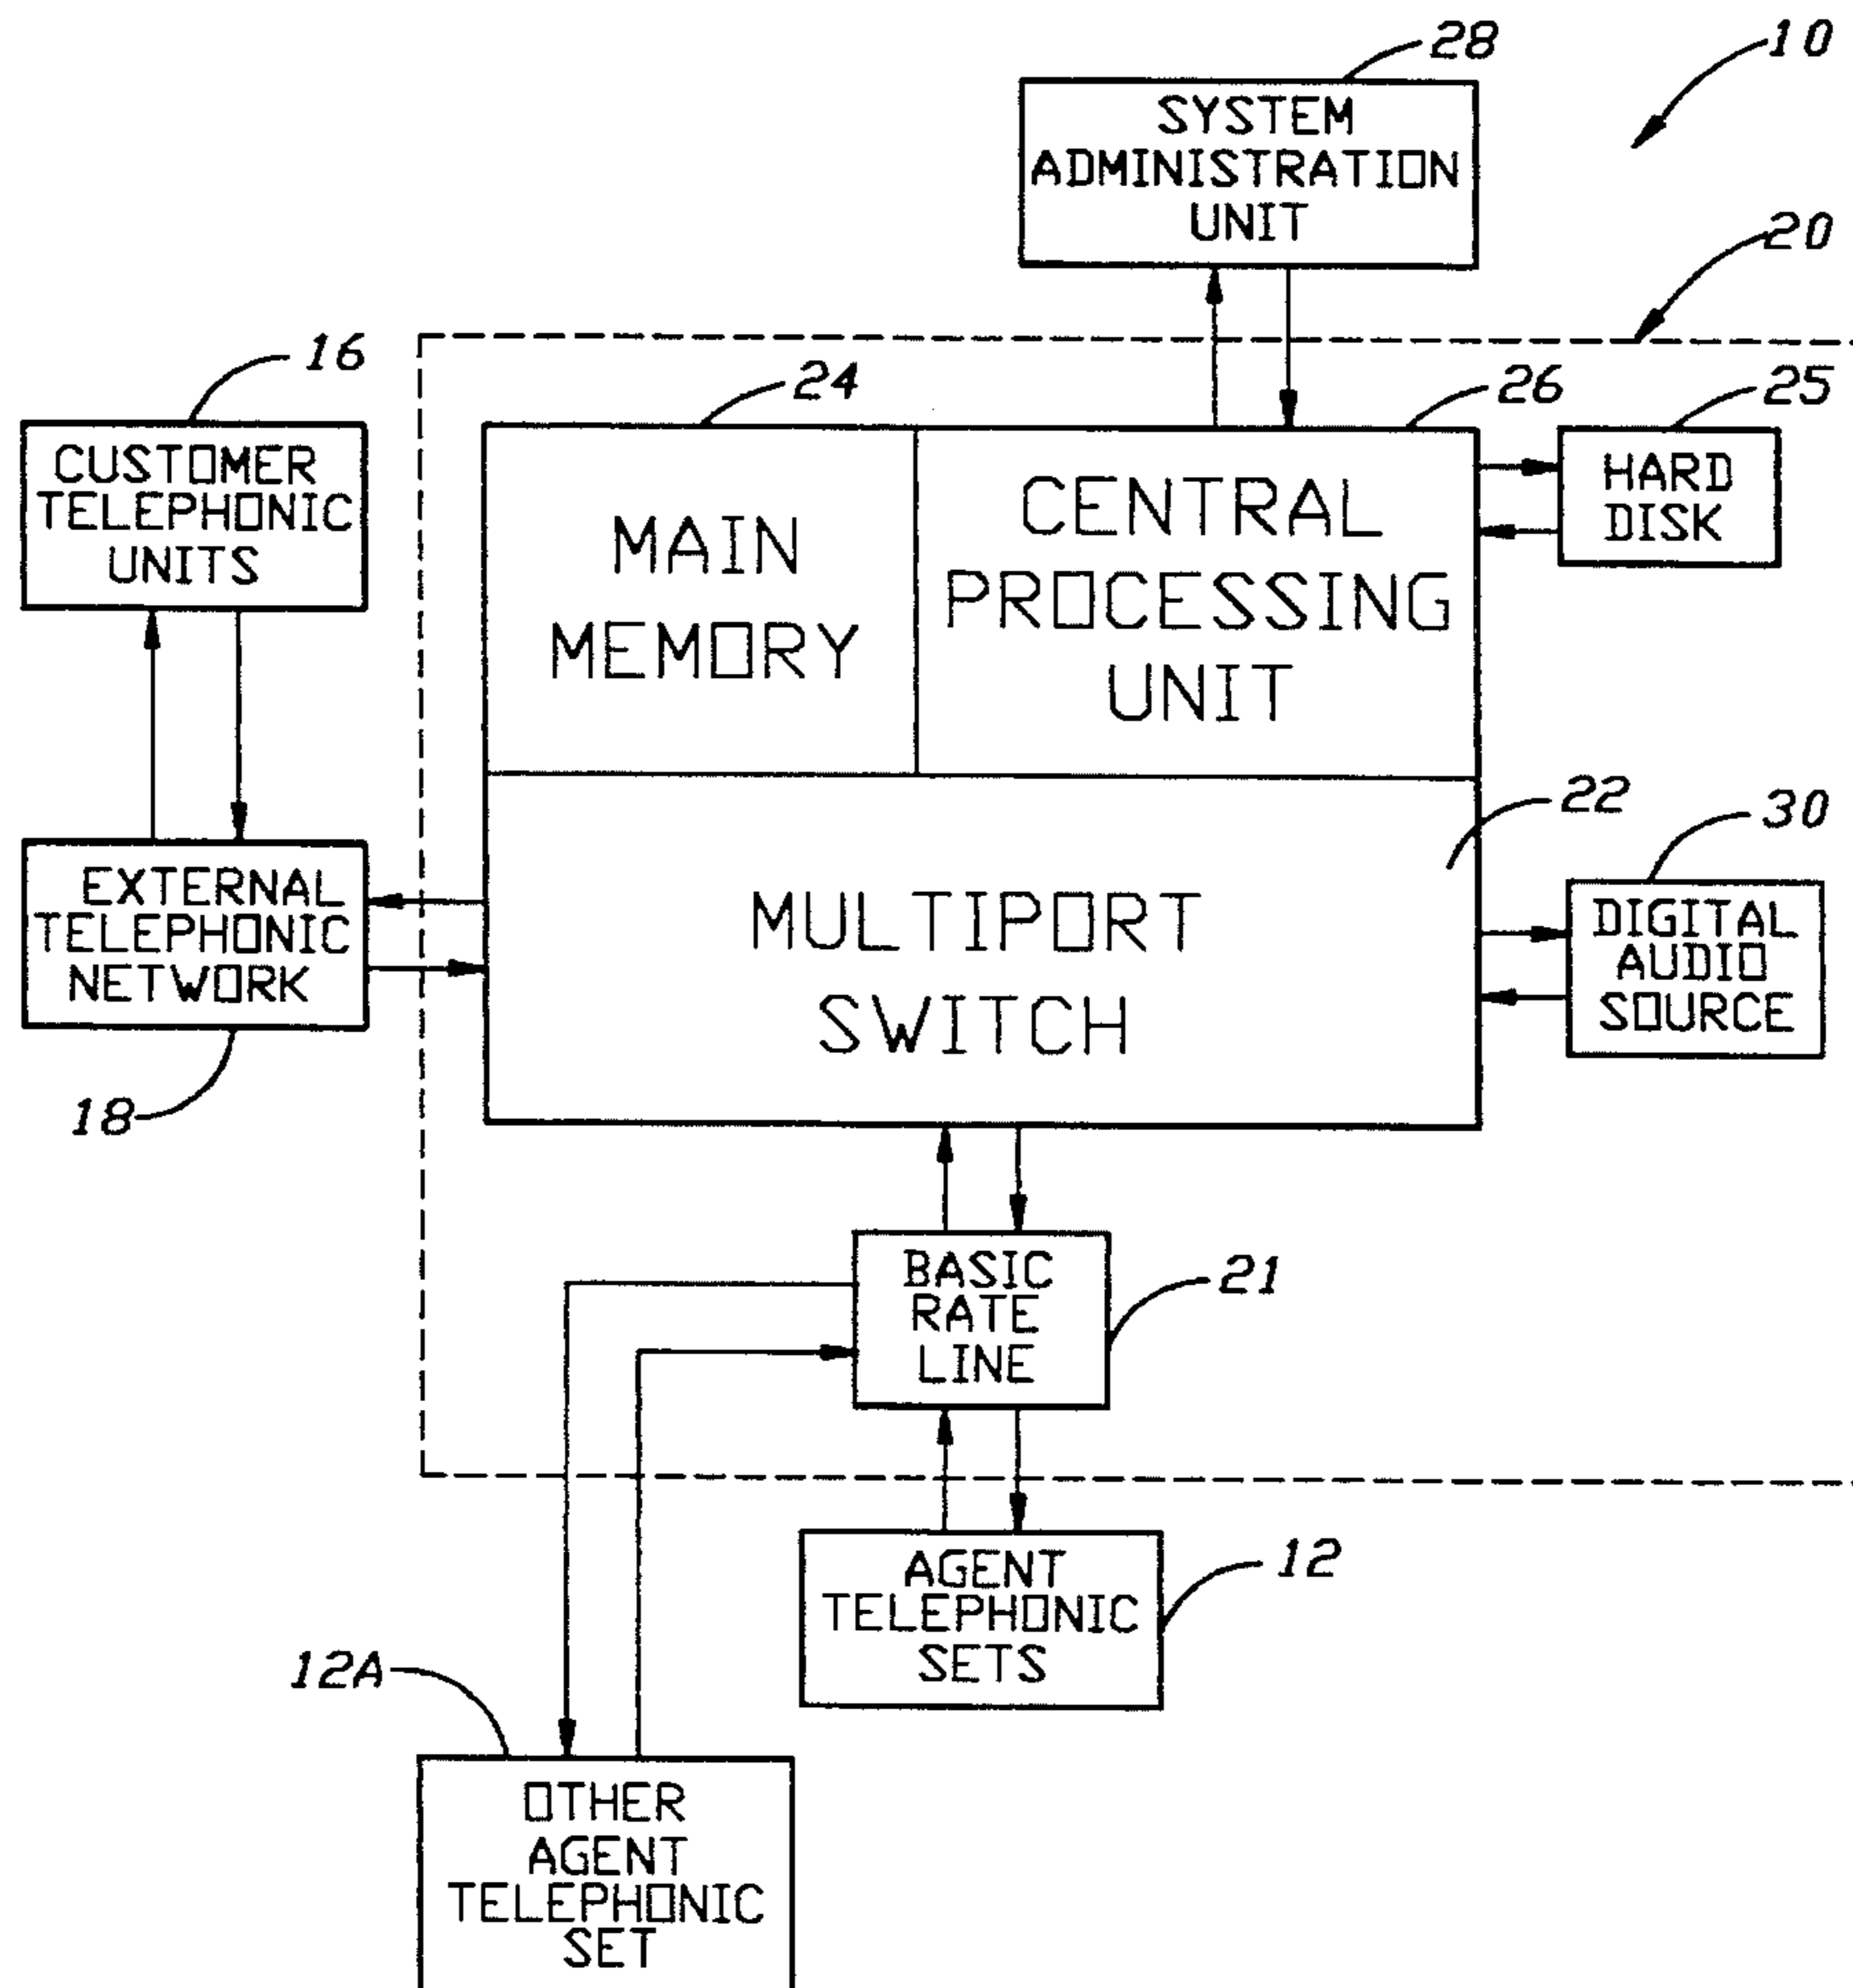 28
10
SYSTEM
ADMINISTRATION
UNIT
20
16
24
26
25
CUSTOMER
TELEPHONIC
UNITS
MAIN
MEMORY
CENTRAL
PROCESSING
UNIT
HARD
DISK
22
30
EXTERNAL
TELEPHONIC
NETWORK
MULTIPORT
SWITCH
DIGITAL
AUDIO
SOURCE
18
BASIC
RATE
LINE
21
AGENT
TELEPHONIC
SETS
12
12A
OTHER
AGENT
TELEPHONIC
SET